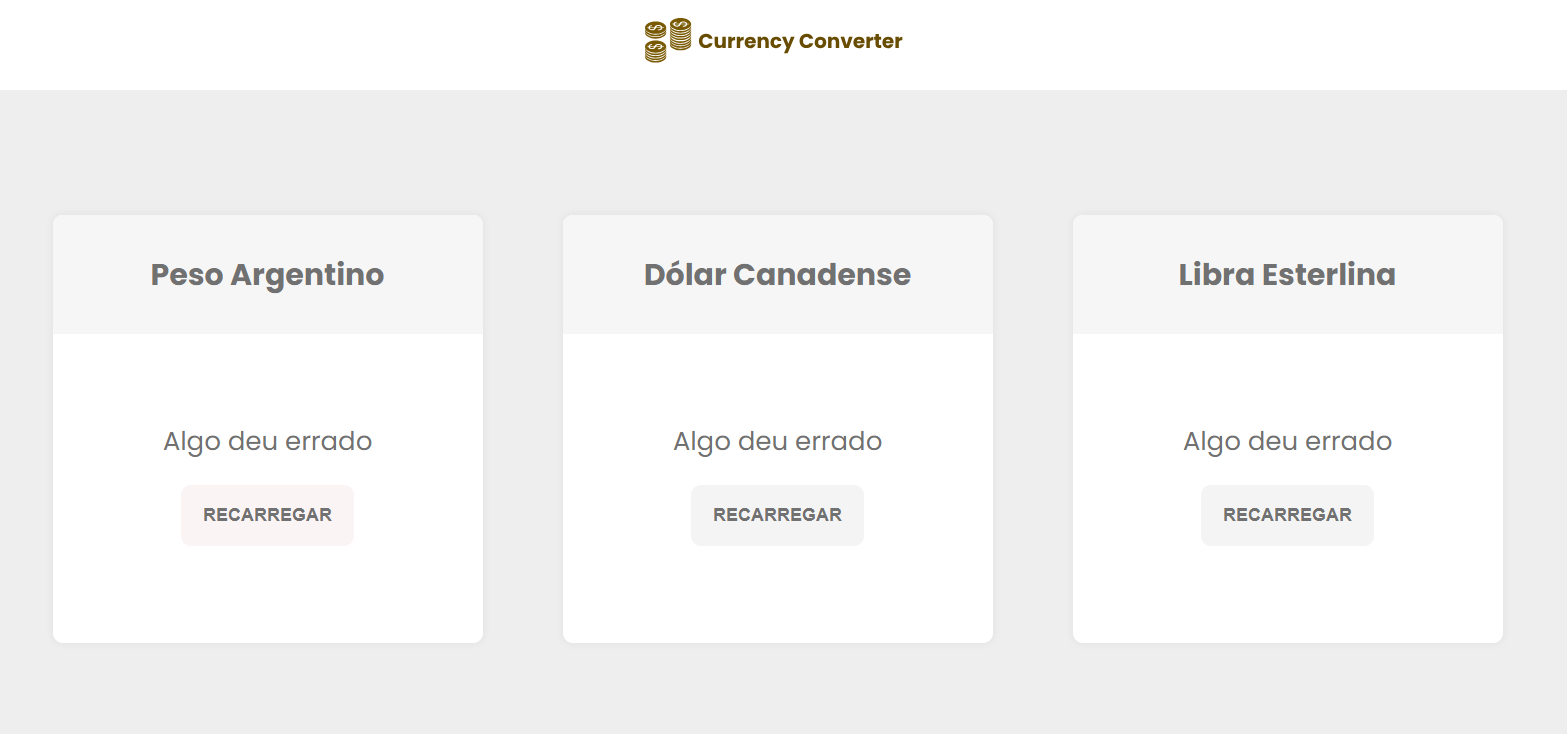 Currency Converter
Peso Argentino
Dólar Canadense
Libra Esterlina
Algo deu errado
Algo deu errado
Algo deu errado
RECARREGAR
RECARREGAR
RECARREGAR